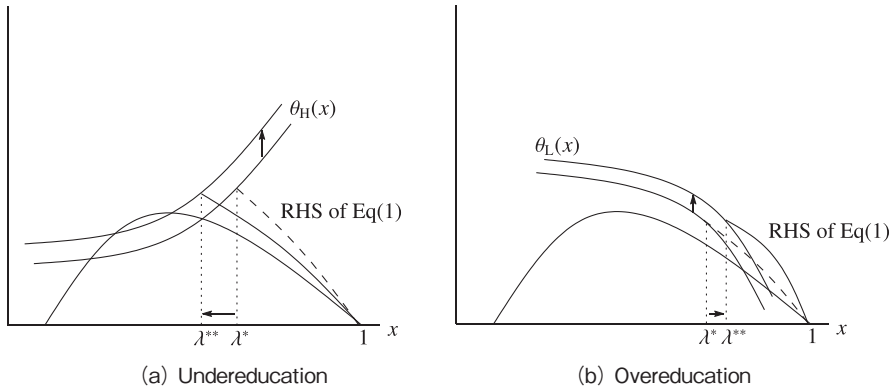 θH(x)
RHS of Eq(1)
λ** λ*
1
x
(a) Undereducation
θL(x)
RHS of Eq(1)
λ* λ**
1
x
(b) Overeducation